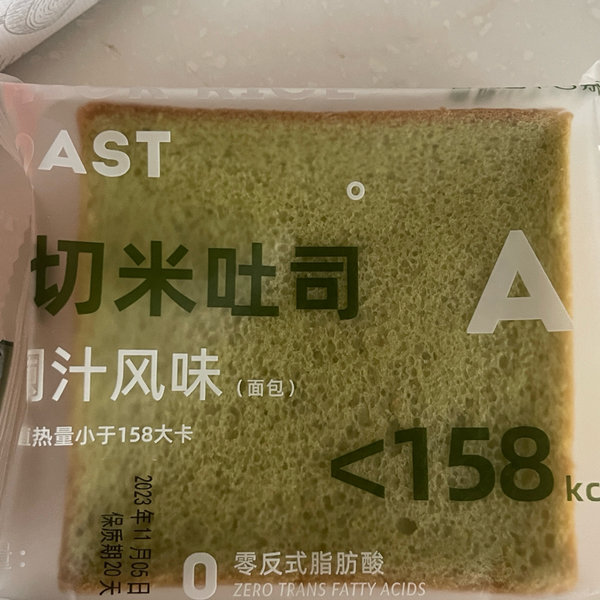 AST
切米吐司
A
汁风味（面包）
热量小于158大卡
<158 kc
2023年11月05日
保质期20天
0 零反式脂肪酸
ZERO TRANS FATTY ACIDS